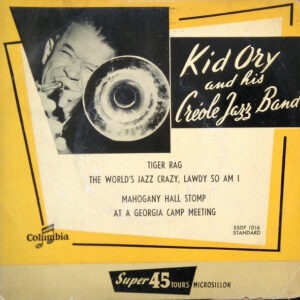 Kid Ory
and his
Créole Jazz Band
TIGER RAG
THE WORLD'S JAZZ CRAZY, LAWDY SO AM I
MAHOGANY HALL STOMP
AT A GEORGIA CAMP MEETING
ESDF 1016
STANDARD
Columbia
Super 45 TOURS MICROSILLON